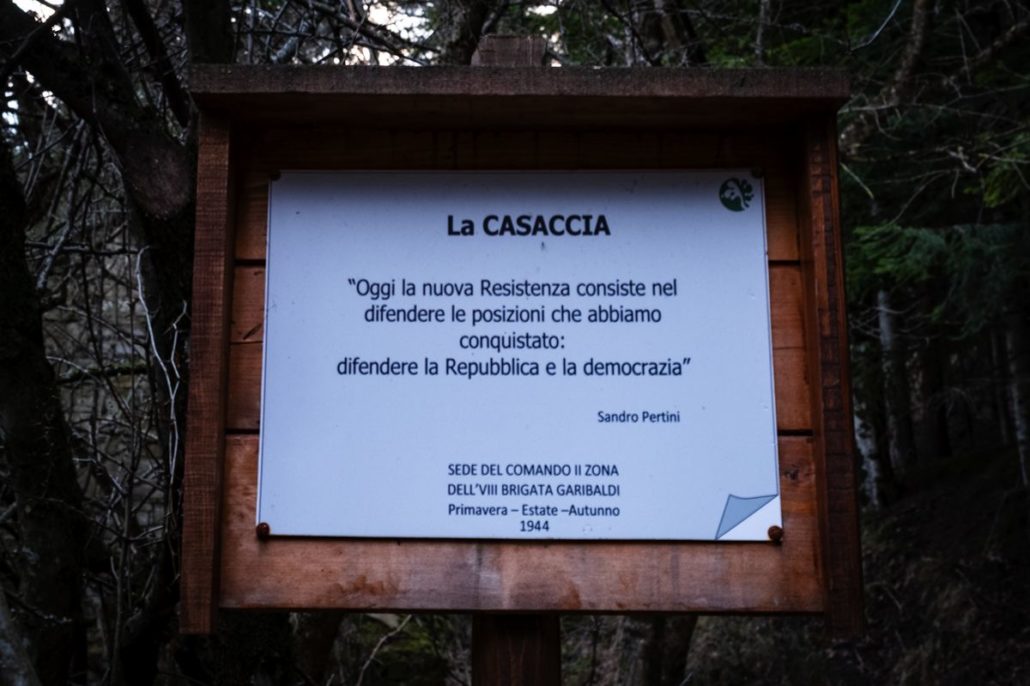 La CASACCIA
“Oggi la nuova Resistenza consiste nel
difendere le posizioni che abbiamo
conquistato:
difendere la Repubblica e la democrazia”
Sandro Pertini
SEDE DEL COMANDO II ZONA
DELL’VIII BRIGATA GARIBALDI
Primavera – Estate –Autunno
1944